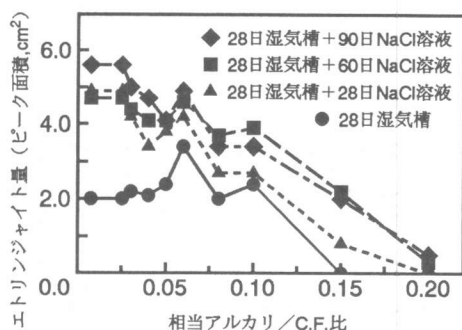 エトリンジャイト量（ピーク面積,cm²）
6.0
4.0
2.0
0.0
◆ 28日湿気槽＋90日NaCl溶液
■ 28日湿気槽＋60日NaCl溶液
▲ 28日湿気槽＋28日NaCl溶液
● 28日湿気槽
0.05 0.10 0.15 0.20
相当アルカリ／C.F.比